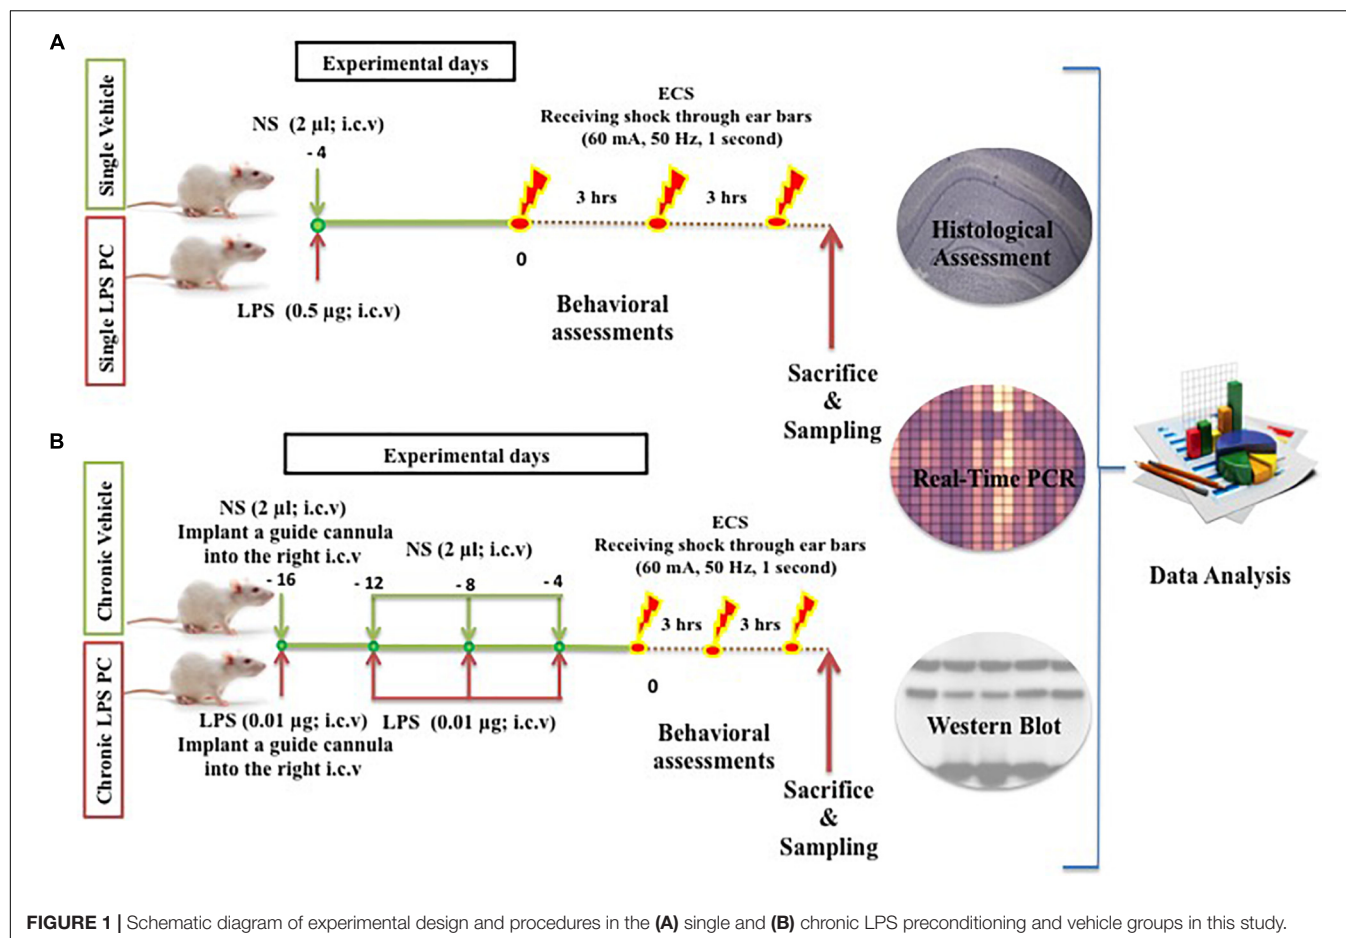 A
Experimental days
Single Vehicle
Single LPS PC
NS (2 µl; i.c.v)
- 4
LPS (0.5 µg; i.c.v)
ECS
Receiving shock through ear bars
(60 mA, 50 Hz, 1 second)
3 hrs
3 hrs
0
Behavioral
assessments
Sacrifice
&
Sampling
B
Experimental days
Chronic Vehicle
Chronic LPS PC
NS (2 µl; i.c.v)
Implant a guide cannula
into the right i.c.v
- 16
NS (2 µl; i.c.v)
- 12
-8
- 4
LPS (0.01 µg; i.c.v)
Implant a guide cannula
into the right i.c.v
LPS (0.01 µg; i.c.v)
ECS
Receiving shock through ear bars
(60 mA, 50 Hz, 1 second)
3 hrs
3 hrs
0
Behavioral
assessments
Sacrifice
&
Sampling
Histological
Assessment
Real-Time PCR
Western Blot
Data Analysis
FIGURE 1 | Schematic diagram of experimental design and procedures in the (A) single and (B) chronic LPS preconditioning and vehicle groups in this study.